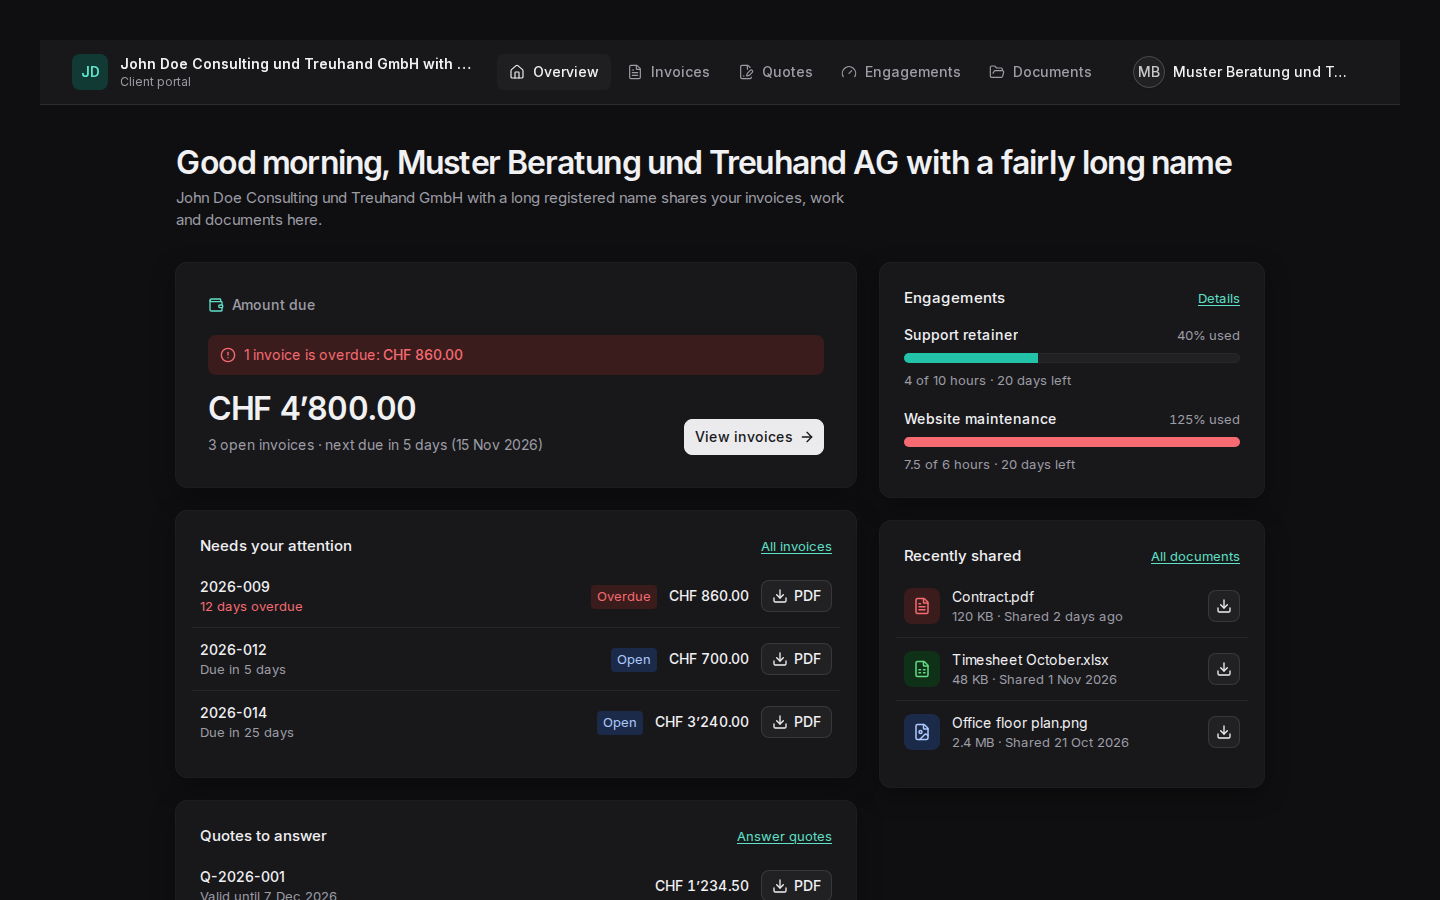 JD
John Doe Consulting und Treuhand GmbH with ...
Client portal
Overview
Invoices
Quotes
Engagements
Documents
MB
Muster Beratung und T...
Good morning, Muster Beratung und Treuhand AG with a fairly long name
John Doe Consulting und Treuhand GmbH with a long registered name shares your invoices, work
and documents here.
Amount due
1 invoice is overdue: CHF 860.00
CHF 4’800.00
3 open invoices · next due in 5 days (15 Nov 2026)
View invoices
Needs your attention
All invoices
2026-009
12 days overdue
Overdue
CHF 860.00
PDF
2026-012
Due in 5 days
Open
CHF 700.00
PDF
2026-014
Due in 25 days
Open
CHF 3’240.00
PDF
Quotes to answer
Answer quotes
Q-2026-001
Valid until 7 Dec 2026
CHF 1’234.50
PDF
Engagements
Details
Support retainer
40% used
4 of 10 hours · 20 days left
Website maintenance
125% used
7.5 of 6 hours · 20 days left
Recently shared
All documents
Contract.pdf
120 KB · Shared 2 days ago
Timesheet October.xlsx
48 KB · Shared 1 Nov 2026
Office floor plan.png
2.4 MB · Shared 21 Oct 2026